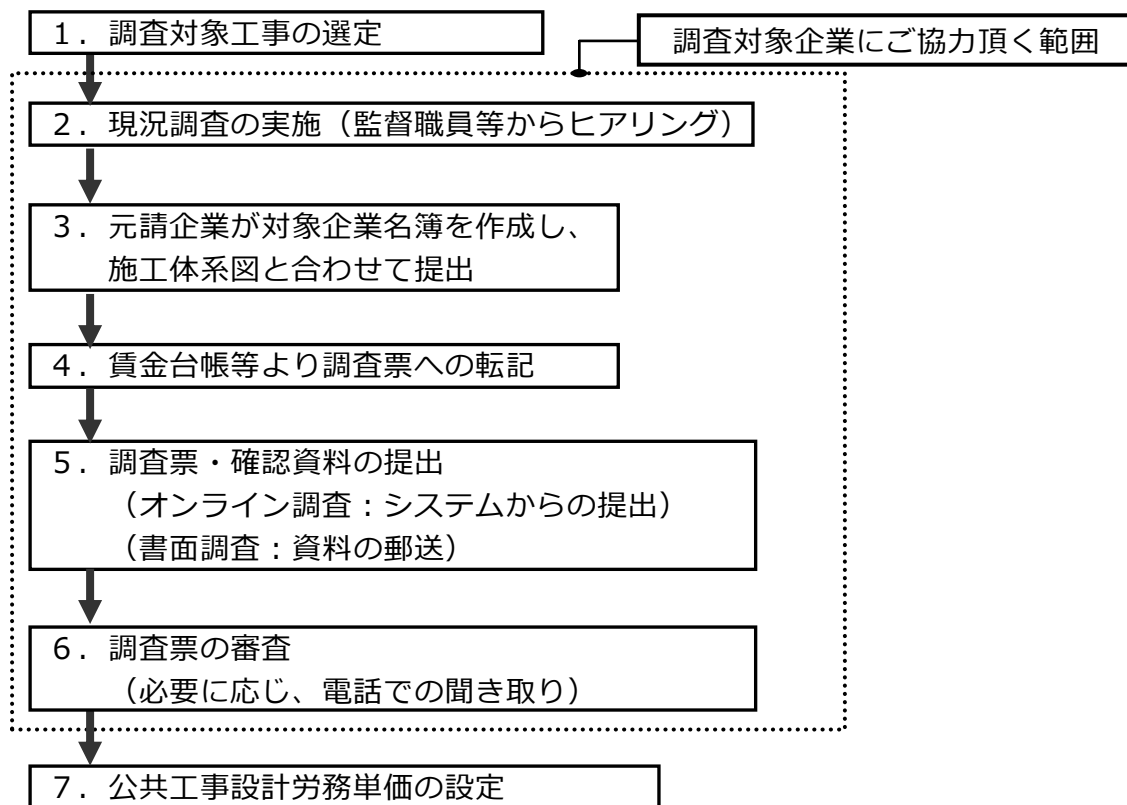 1．調査対象工事の選定
調査対象企業にご協力頂く範囲
2．現況調査の実施（監督職員等からヒアリング）
3．元請企業が対象企業名簿を作成し、
施工体系図と合わせて提出
4．賃金台帳等より調査票への転記
5．調査票・確認資料の提出
（オンライン調査：システムからの提出）
（書面調査：資料の郵送）
6．調査票の審査
（必要に応じ、電話での聞き取り）
7．公共工事設計労務単価の設定